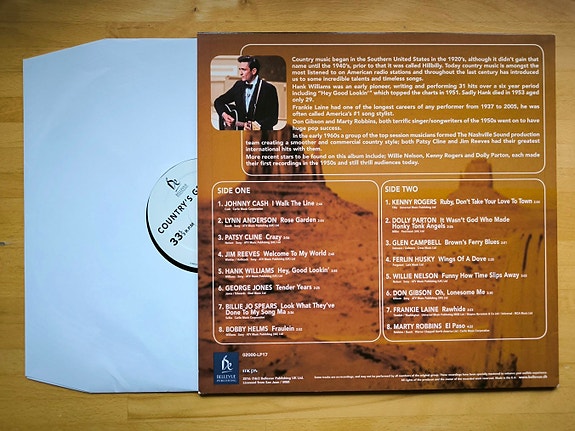 Country music began in the Southern United States in the 1920's, although it didn't gain that
name until the 1940's, prior to that it was called Hillbilly. Today country music is amongst the
most listened to on American radio stations and throughout the last century has introduced
us to some incredible talents and timeless songs.
Hank Williams was an early pioneer, writing and performing 31 hits over a six year period
including "Hey Good Lookin'" which topped the charts in 1951. Sadly Hank died in 1953 aged
only 29.
Frankie Laine had one of the longest careers of any performer from 1937 to 2005, he was
often called America's #1 song stylist.
Don Gibson and Marty Robbins, both terrific singer/songwriters of the 1950s went on to have
huge pop success.
In the early 1960s a group of the top session musicians formed The Nashville Sound production
team creating a smoother and commercial country style: both Patsy Cline and Jim Reeves had their greatest
international hits with them.
More recent stars to be found on this album include; Willie Nelson, Kenny Rogers and Dolly Parton, each made
their first recordings in the 1950s and still thrill audiences today.
COUNTRY'S G
33⅓ R.P.M.
SIDE ONE
1. JOHNNY CASH I Walk The Line
2. LYNN ANDERSON Rose Garden
3. PATSY CLINE Crazy
4. JIM REEVES Welcome To My World
5. HANK WILLIAMS Hey, Good Lookin'
6. GEORGE JONES Tender Years
7. BILLIE JO SPEARS Look What They've
Done To My Song Ma
8. BOBBY HELMS Fraulein
SIDE TWO
1. KENNY ROGERS Ruby, Don't Take Your Love To Town
2. DOLLY PARTON It Wasn't God Who Made
Honky Tonk Angels
3. GLEN CAMPBELL Brown's Ferry Blues
4. FERLIN HUSKY Wings Of A Dove
5. WILLIE NELSON Funny How Time Slips Away
6. DON GIBSON Oh, Lonesome Me
7. FRANKIE LAINE Rawhide
8. MARTY ROBBINS El Paso
02000-LP17
mcps
BELLEVUE
PUBLISHING